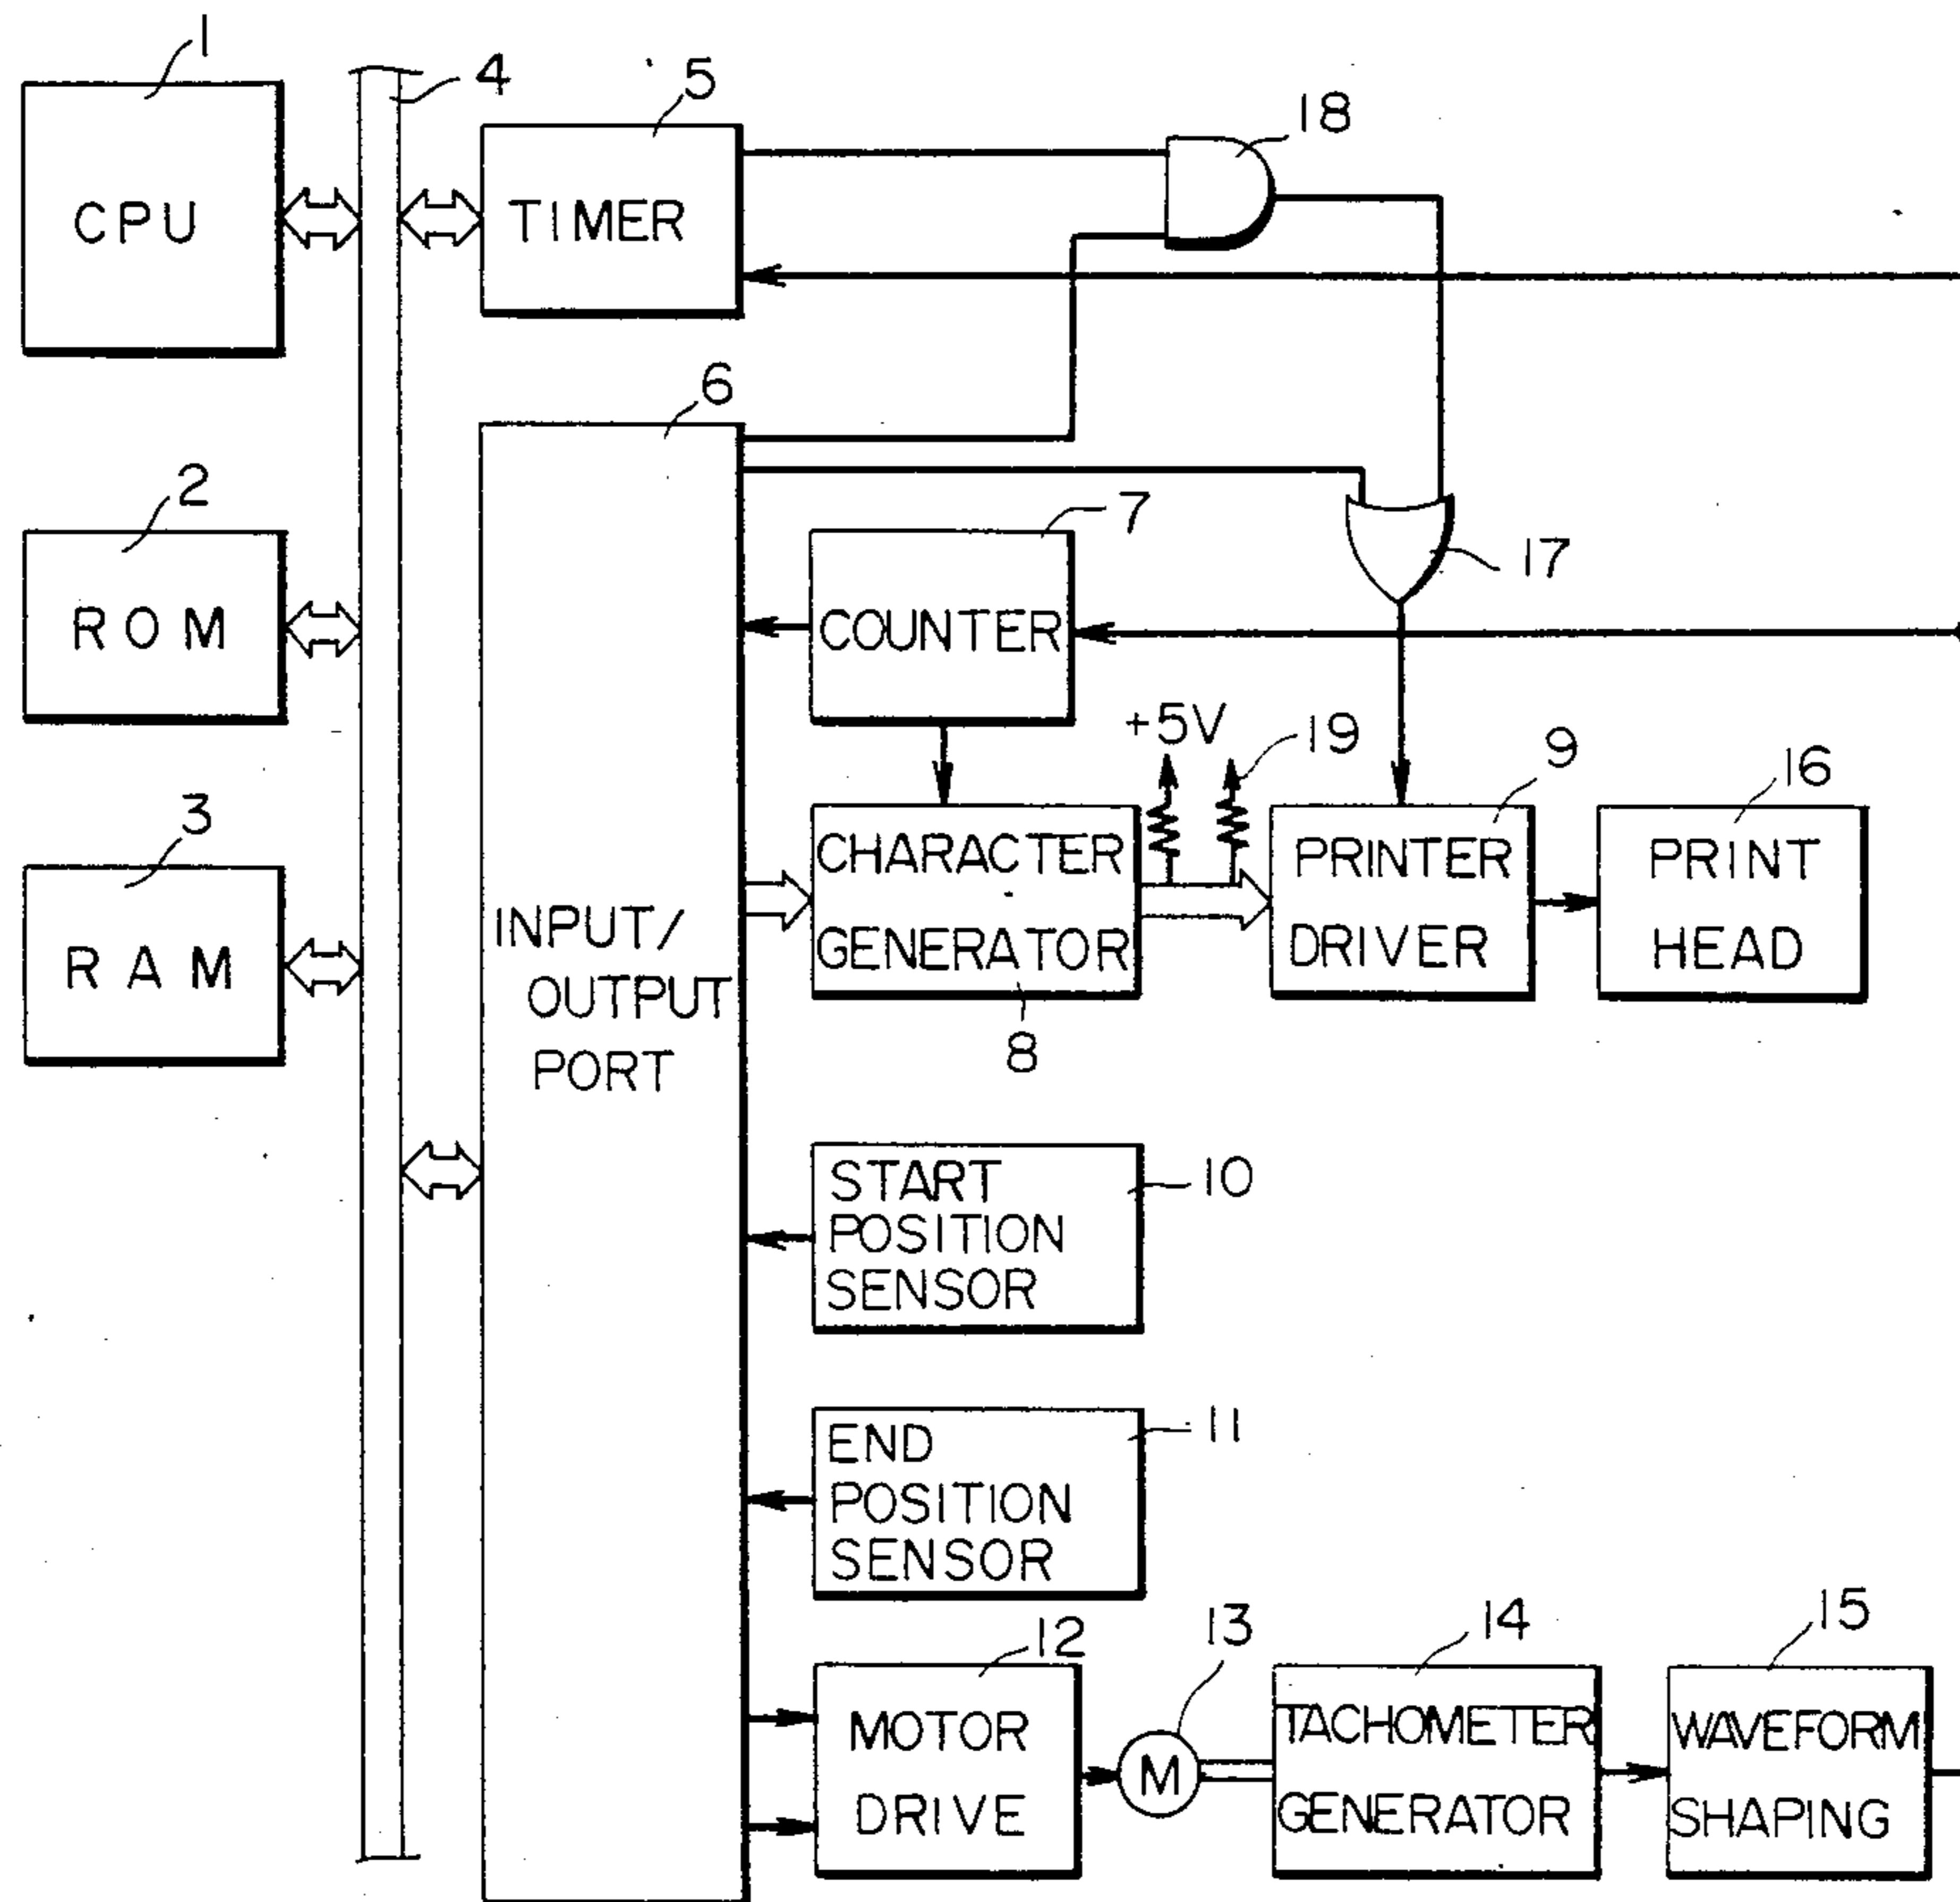 1
4
5
18
CPU
TIMER
6
2
7
17
ROM
COUNTER
+5V
19
9
16
3
CHARACTER
GENERATOR
PRINTER
DRIVER
PRINT
HEAD
RAM
INPUT/
OUTPUT
PORT
8
START
POSITION
SENSOR
10
END
POSITION
SENSOR
11
12
13
14
15
MOTOR
DRIVE
M
TACHOMETER
GENERATOR
WAVEFORM
SHAPING